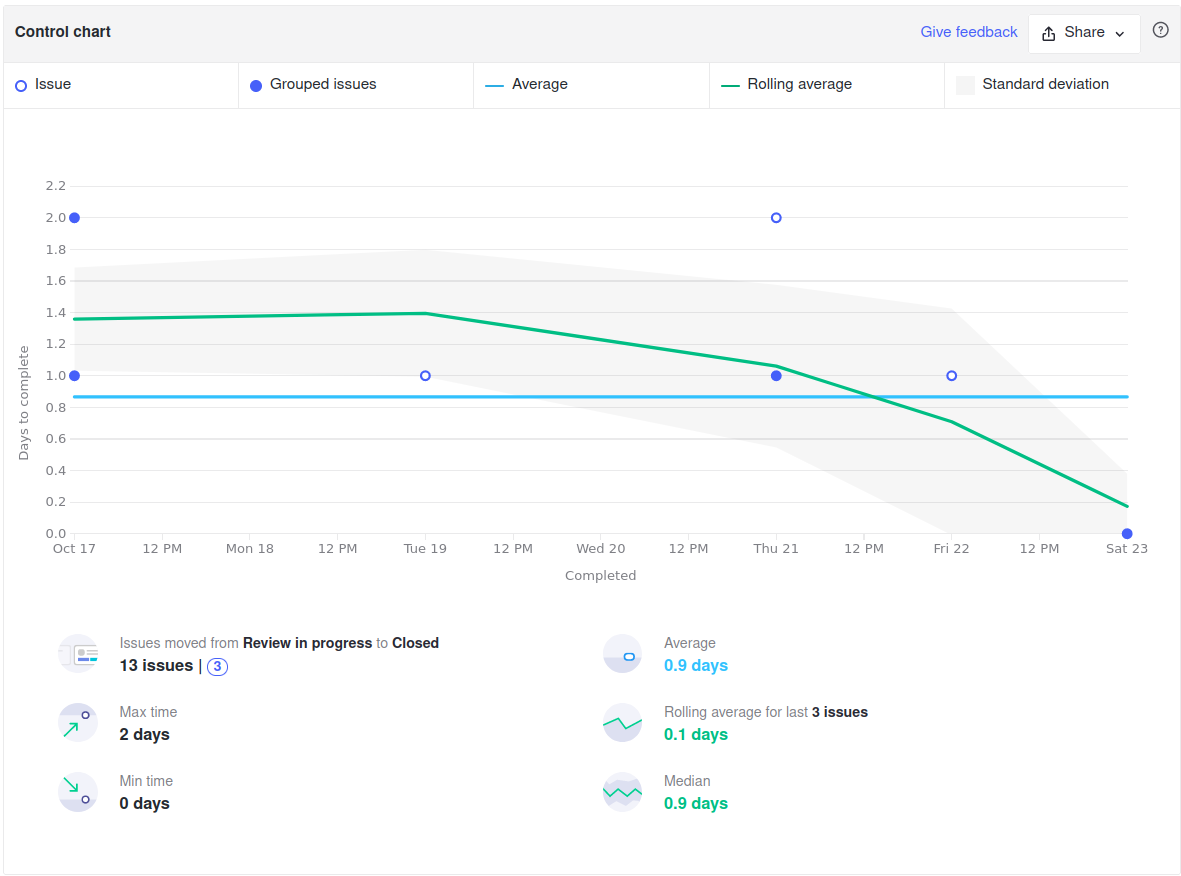 Control chart
Give feedback
Share
?
Issue
Grouped issues
Average
Rolling average
Standard deviation
2.2
2.0
1.8
1.6
1.4
1.2
1.0
0.8
0.6
0.4
0.2
0.0
Days to complete
Oct 17 12 PM Mon 18 12 PM Tue 19 12 PM Wed 20 12 PM Thu 21 12 PM Fri 22 12 PM Sat 23
Completed
Issues moved from Review in progress to Closed
13 issues | 3
Average
0.9 days
Max time
2 days
Rolling average for last 3 issues
0.1 days
Min time
0 days
Median
0.9 days